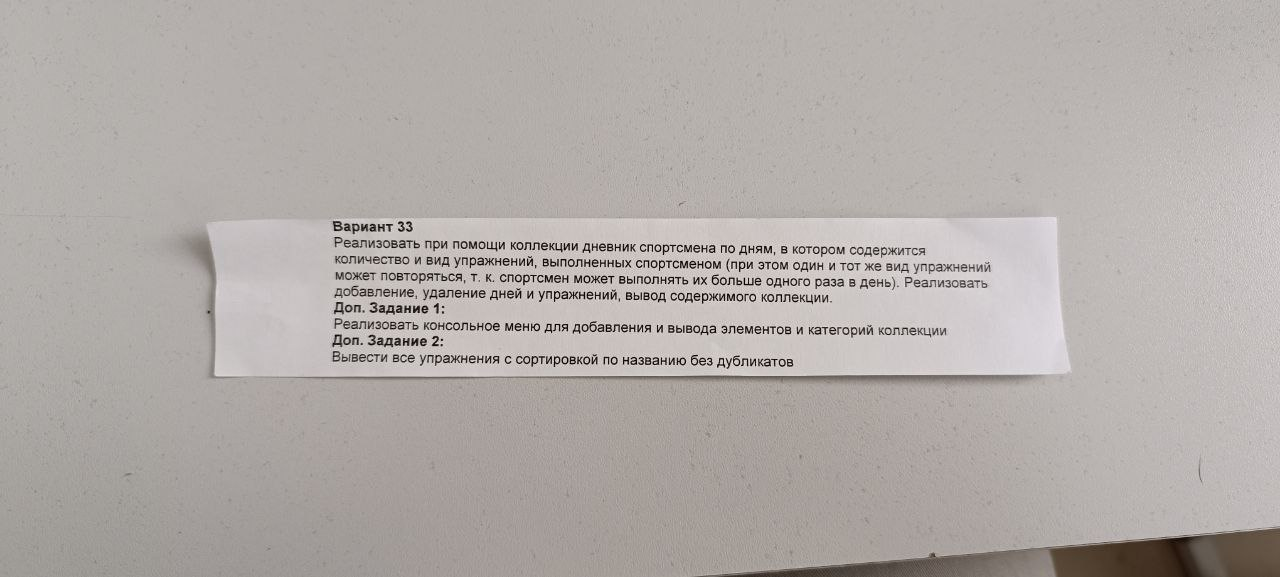 Вариант 33
Реализовать при помощи коллекции дневник спортсмена по дням, в котором содержится
количество и вид упражнений, выполненных спортсменом (при этом один и тот же вид упражнений
может повторяться, т. к. спортсмен может выполнять их больше одного раза в день). Реализовать
добавление, удаление дней и упражнений, вывод содержимого коллекции.
Доп. Задание 1:
Реализовать консольное меню для добавления и вывода элементов и категорий коллекции
Доп. Задание 2:
Вывести все упражнения с сортировкой по названию без дубликатов